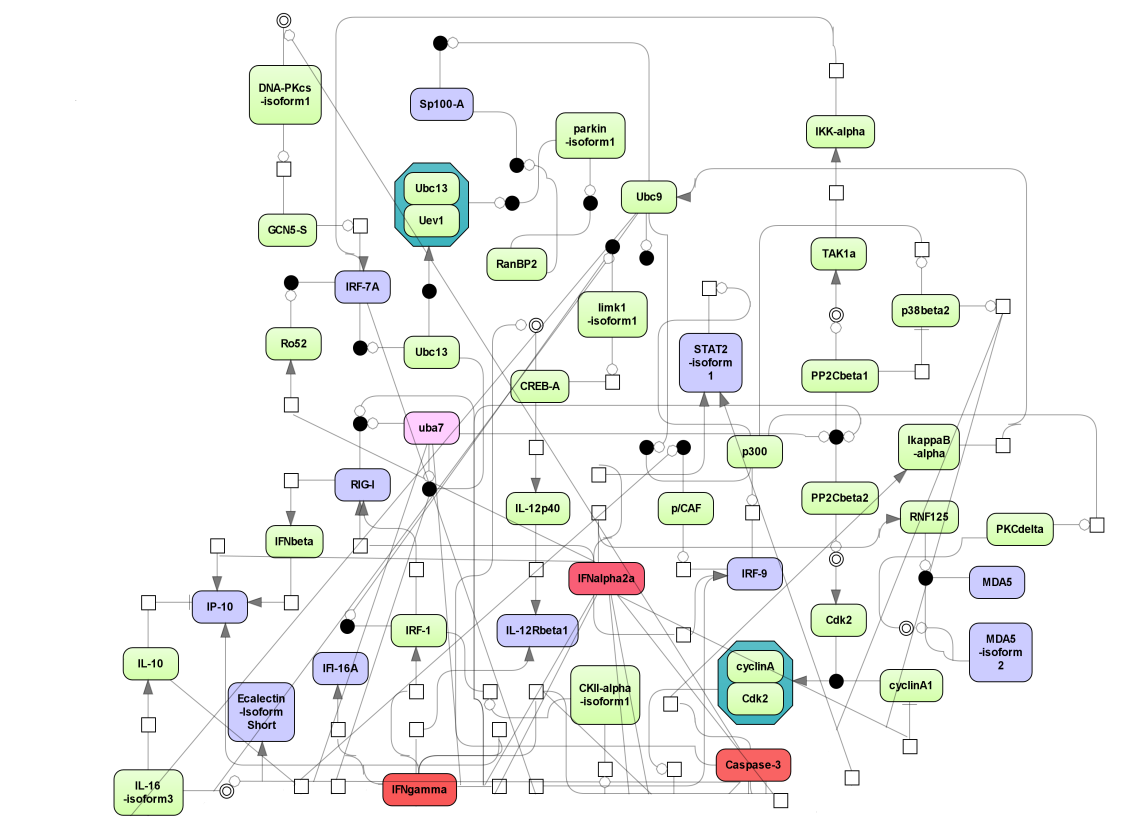 DNA-PKcs
-isoform1
Sp100-A
parkin
-isoform1
IKK-alpha
Ubc13
Uev1
Ubc9
GCN5-S
RanBP2
TAK1a
IRF-7A
limk1
-isoform1
p38beta2
Ro52
Ubc13
STAT2
-isoform
1
CREB-A
PP2Cbeta1
uba7
p300
IkappaB
-alpha
RIG-I
IL-12p40
p/CAF
PP2Cbeta2
RNF125
PKCdelta
IFNbeta
IFNalpha2a
IRF-9
MDA5
IP-10
IRF-1
IL-12Rbeta1
Cdk2
MDA5
-isoform
2
IL-10
IFI-16A
cyclinA
Cdk2
cyclinA1
Ecalectin
-Isoform
Short
CKII-alpha
-isoform1
Caspase-3
IL-16
-isoform3
IFNgamma